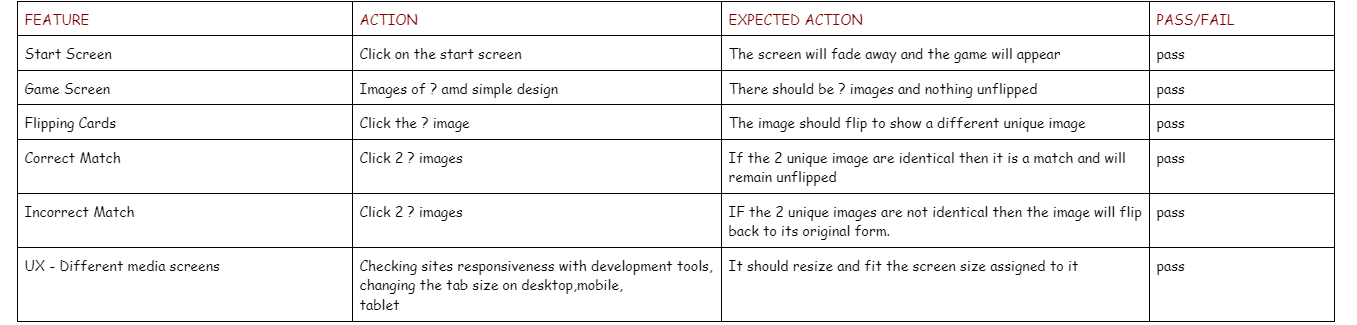 FEATURE ACTION EXPECTED ACTION PASS/FAIL
Start Screen Click on the start screen The screen will fade away and the game will appear pass
Game Screen Images of ? amd simple design There should be ? images and nothing unflipped pass
Flipping Cards Click the ? image The image should flip to show a different unique image pass
Correct Match Click 2 ? images If the 2 unique image are identical then it is a match and will pass
remain unflipped
Incorrect Match Click 2 ? images IF the 2 unique images are not identical then the image will flip pass
back to its original form.
UX - Different media screens Checking sites responsiveness with development tools, It should resize and fit the screen size assigned to it pass
changing the tab size on desktop,mobile,
tablet